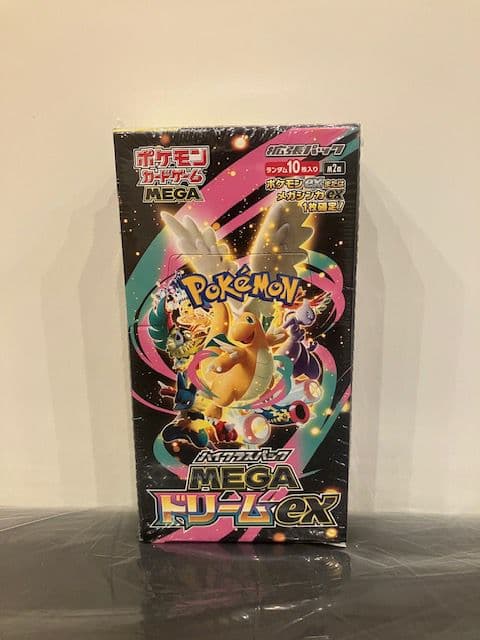 ポケモン
カードゲーム
MEGA
拡張パック
ランダム10枚入り
ポケモンexまたは
メガシンカex
1枚確定!
POKéMON
ハイクラスパック
MEGA
ドリームex